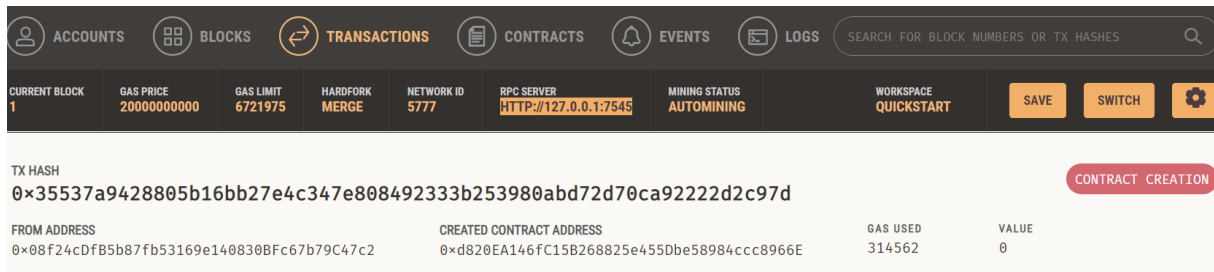 ACCOUNTS BLOCKS TRANSACTIONS CONTRACTS EVENTS LOGS SEARCH FOR BLOCK NUMBERS OR TX HASHES
CURRENT BLOCK GAS PRICE GAS LIMIT HARDFORK NETWORK ID RPC SERVER MINING STATUS WORKSPACE
1 20000000000 6721975 MERGE 5777 HTTP://127.0.0.1:7545 AUTOMINING QUICKSTART SAVE SWITCH
TX HASH
0×35537a9428805b16bb27e4c347e808492333b253980abd72d70ca92222d2c97d CONTRACT CREATION
FROM ADDRESS CREATED CONTRACT ADDRESS GAS USED VALUE
0×08f24cDfB5b87fb53169e140830BFc67b79C47c2 0×d820EA146fC15B268825e455Dbe58984ccc8966E 314562 0